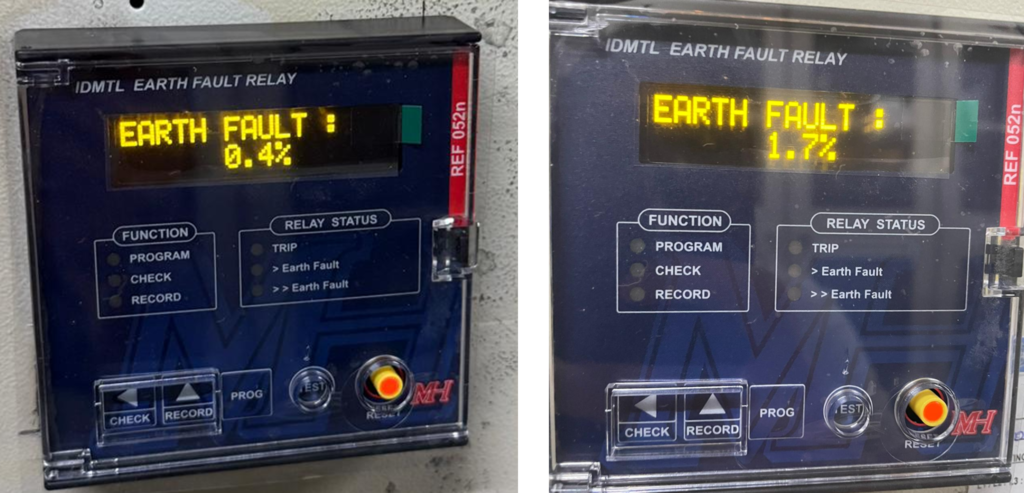 IDMTL EARTH FAULT RELAY
EARTH FAULT :
0.4%
REF 052n
FUNCTION
PROGRAM
CHECK
RECORD
RELAY STATUS
TRIP
> Earth Fault
>> Earth Fault
CHECK
RECORD
PROG
TEST
RESET
MH
IDMTL EARTH FAULT RELAY
EARTH FAULT :
1.7%
REF 052n
FUNCTION
PROGRAM
CHECK
RECORD
RELAY STATUS
TRIP
> Earth Fault
>> Earth Fault
CHECK
RECORD
PROG
TEST
RESET
MH